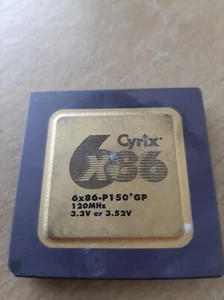 Cyrix
6x86
6x86-P150+GP
120MHz
3.3V or 3.52V